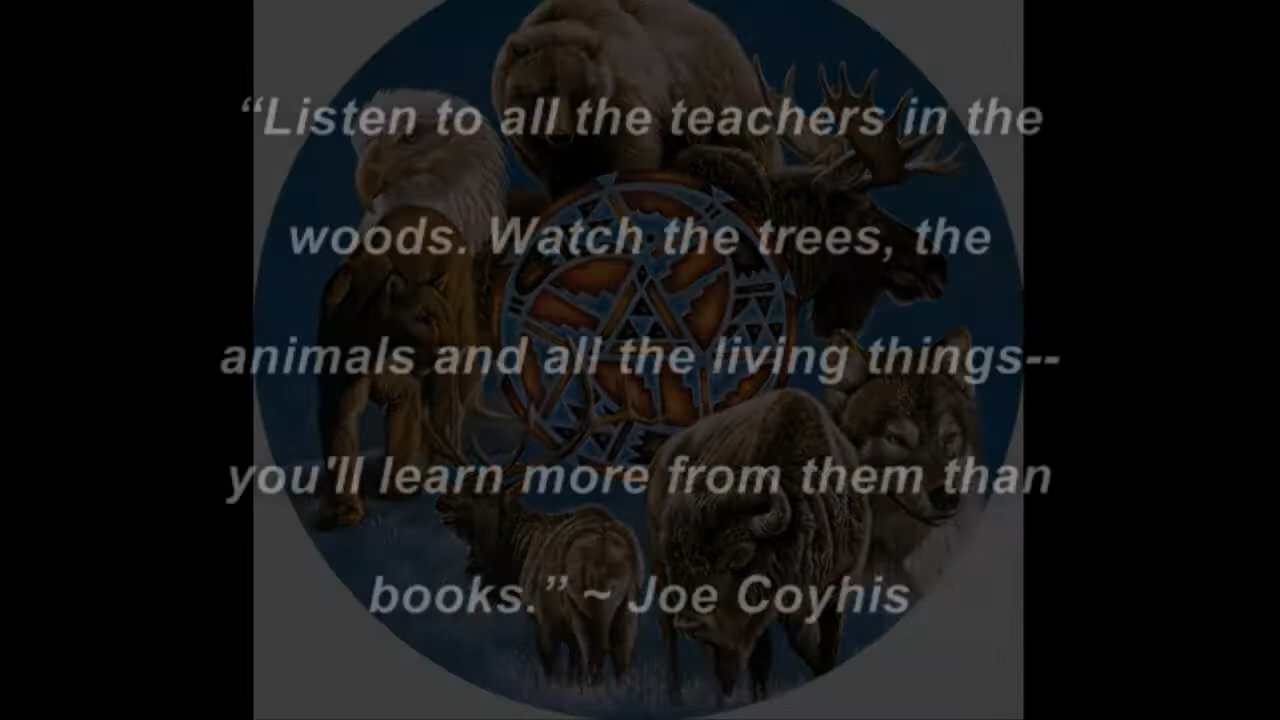 “Listen to all the teachers in the
woods. Watch the trees, the
animals and all the living things--
you'll learn more from them than
books.” ~ Joe Coyhis